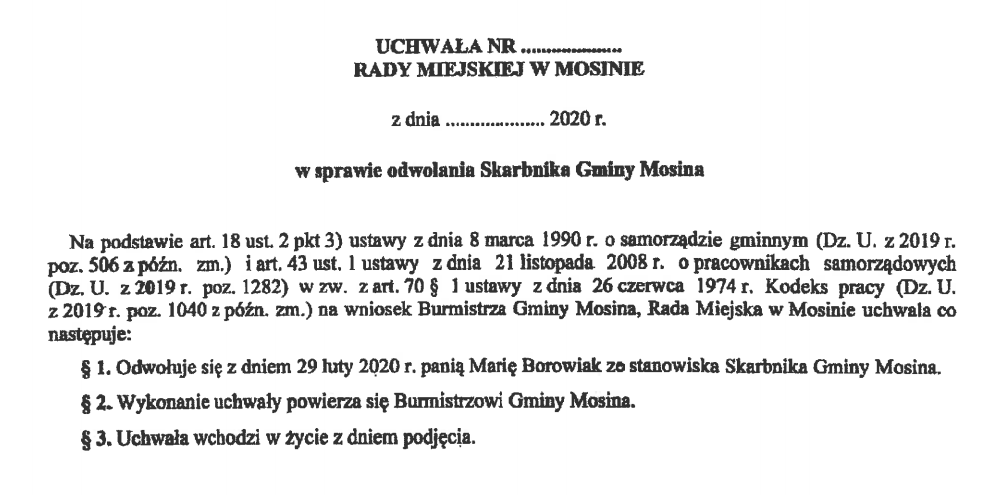 UCHWAŁA NR .....................
RADY MIEJSKIEJ W MOSINIE
z dnia ..................... 2020 r.
w sprawie odwołania Skarbnika Gminy Mosina
Na podstawie art. 18 ust. 2 pkt 3) ustawy z dnia 8 marca 1990 r. o samorządzie gminnym (Dz. U. z 2019 r.
poz. 506 z późn. zm.) i art. 43 ust. 1 ustawy z dnia 21 listopada 2008 r. o pracownikach samorządowych
(Dz. U. z 2019 r. poz. 1282) w zw. z art. 70 § 1 ustawy z dnia 26 czerwca 1974 r. Kodeks pracy (Dz. U.
z 2019 r. poz. 1040 z późn. zm.) na wniosek Burmistrza Gminy Mosina, Rada Miejska w Mosinie uchwala co
następuje:
§ 1. Odwołuje się z dniem 29 luty 2020 r. panią Marię Borowiak ze stanowiska Skarbnika Gminy Mosina.
§ 2. Wykonanie uchwały powierza się Burmistrzowi Gminy Mosina.
§ 3. Uchwała wchodzi w życie z dniem podjęcia.